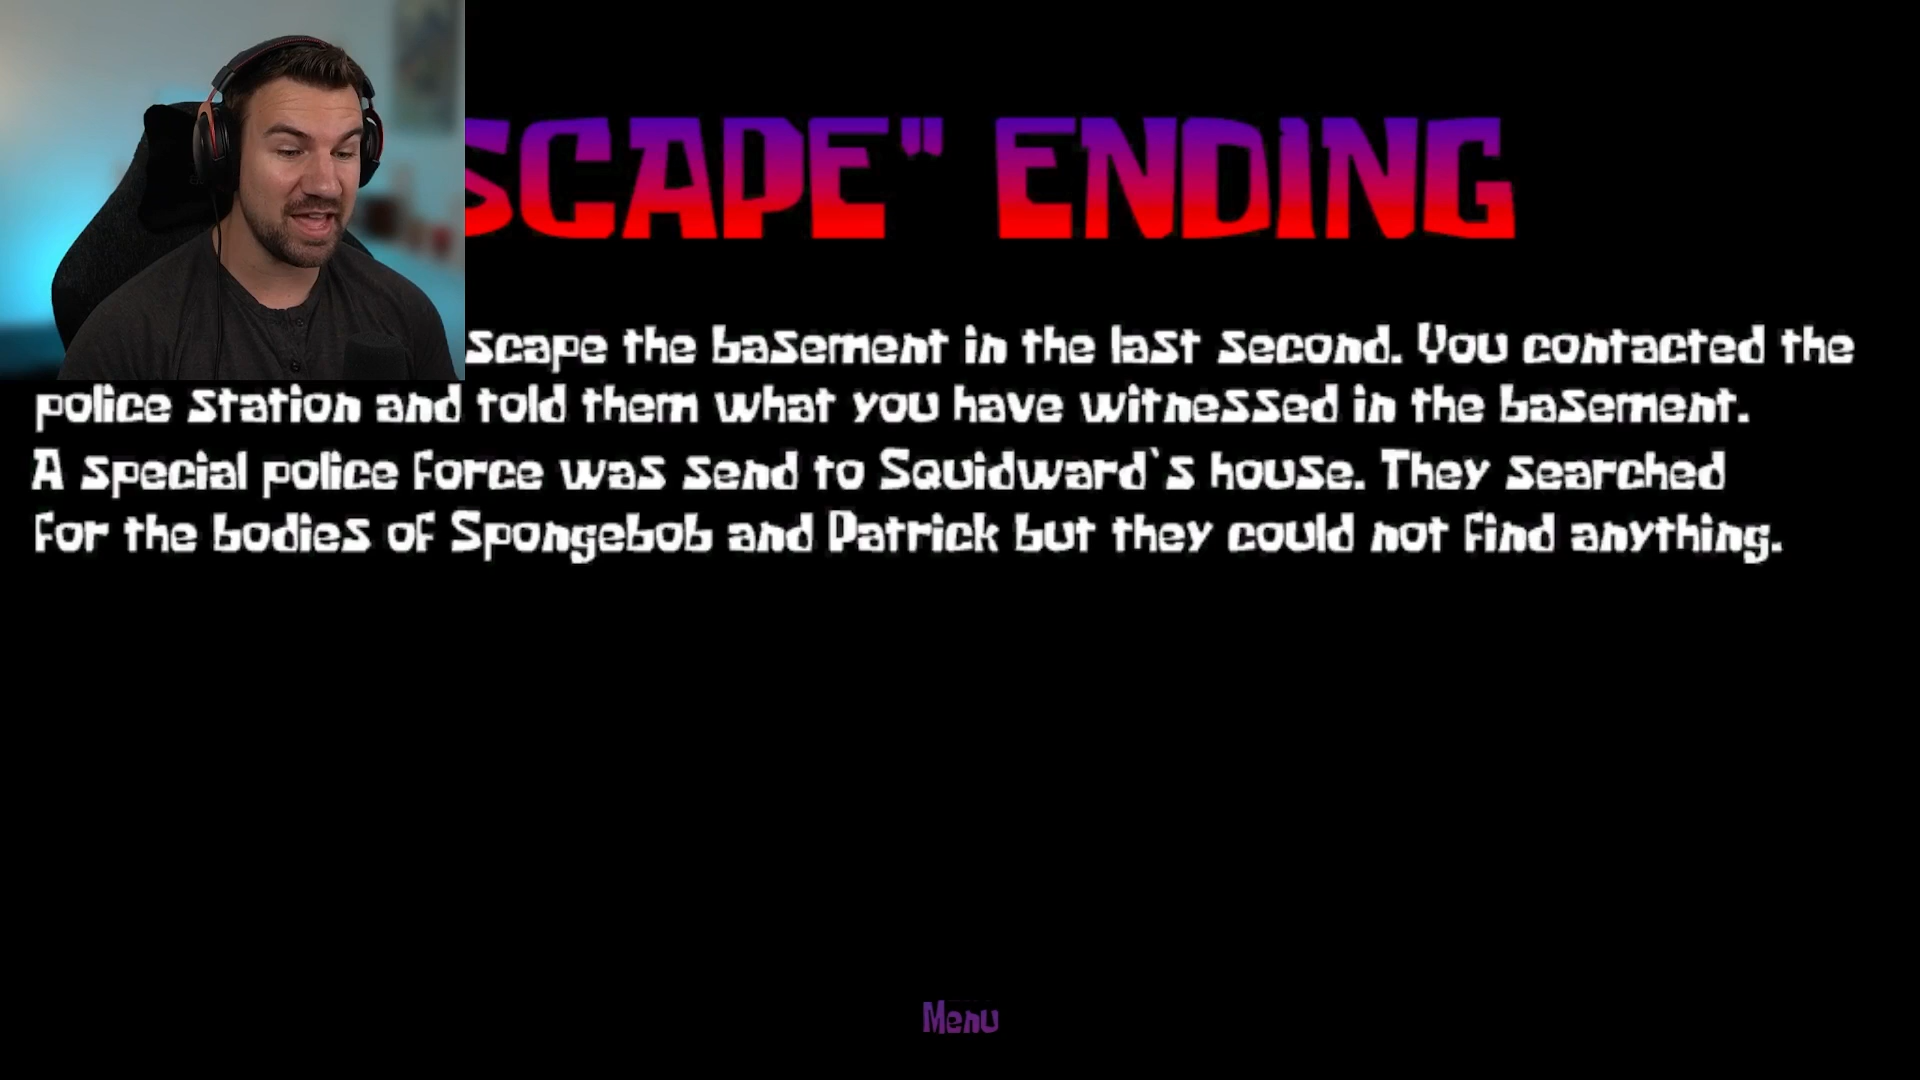 SCAPE" ENDING
scape the basement in the last second. You contacted the
police station and told them what you have witnessed in the basement.
A special police force was send to Squidward`s house. They searched
for the bodies of Spongebob and Patrick but they could not find anything.
Menu